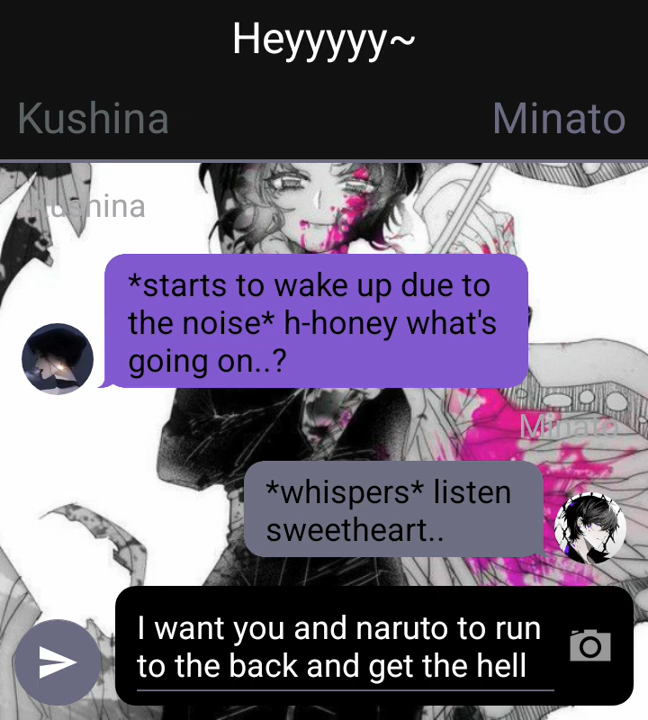 Heyyyyy~
Kushina
Minato
Kushina
*starts to wake up due to
the noise* h-honey what's
going on..?
Minato
*whispers* listen
sweetheart..
I want you and naruto to run
to the back and get the hell